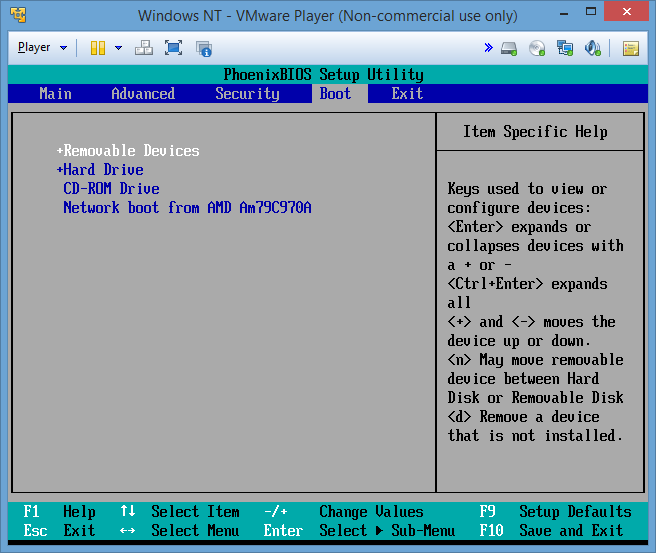 Windows NT - VMware Player (Non-commercial use only)
Player
PhoenixBIOS Setup Utility
Main Advanced Security Boot Exit
+Removable Devices
+Hard Drive
CD-ROM Drive
Network boot from AMD Am79C970A
Item Specific Help
Keys used to view or
configure devices:
<Enter> expands or
collapses devices with
a + or -
<Ctrl+Enter> expands
all
<+> and <-> moves the
device up or down.
<n> May move removable
device between Hard
Disk or Removable Disk
<d> Remove a device
that is not installed.
F1 Help ↑↓ Select Item -/+ Change Values F9 Setup Defaults
Esc Exit ↔ Select Menu Enter Select ▶ Sub-Menu F10 Save and Exit